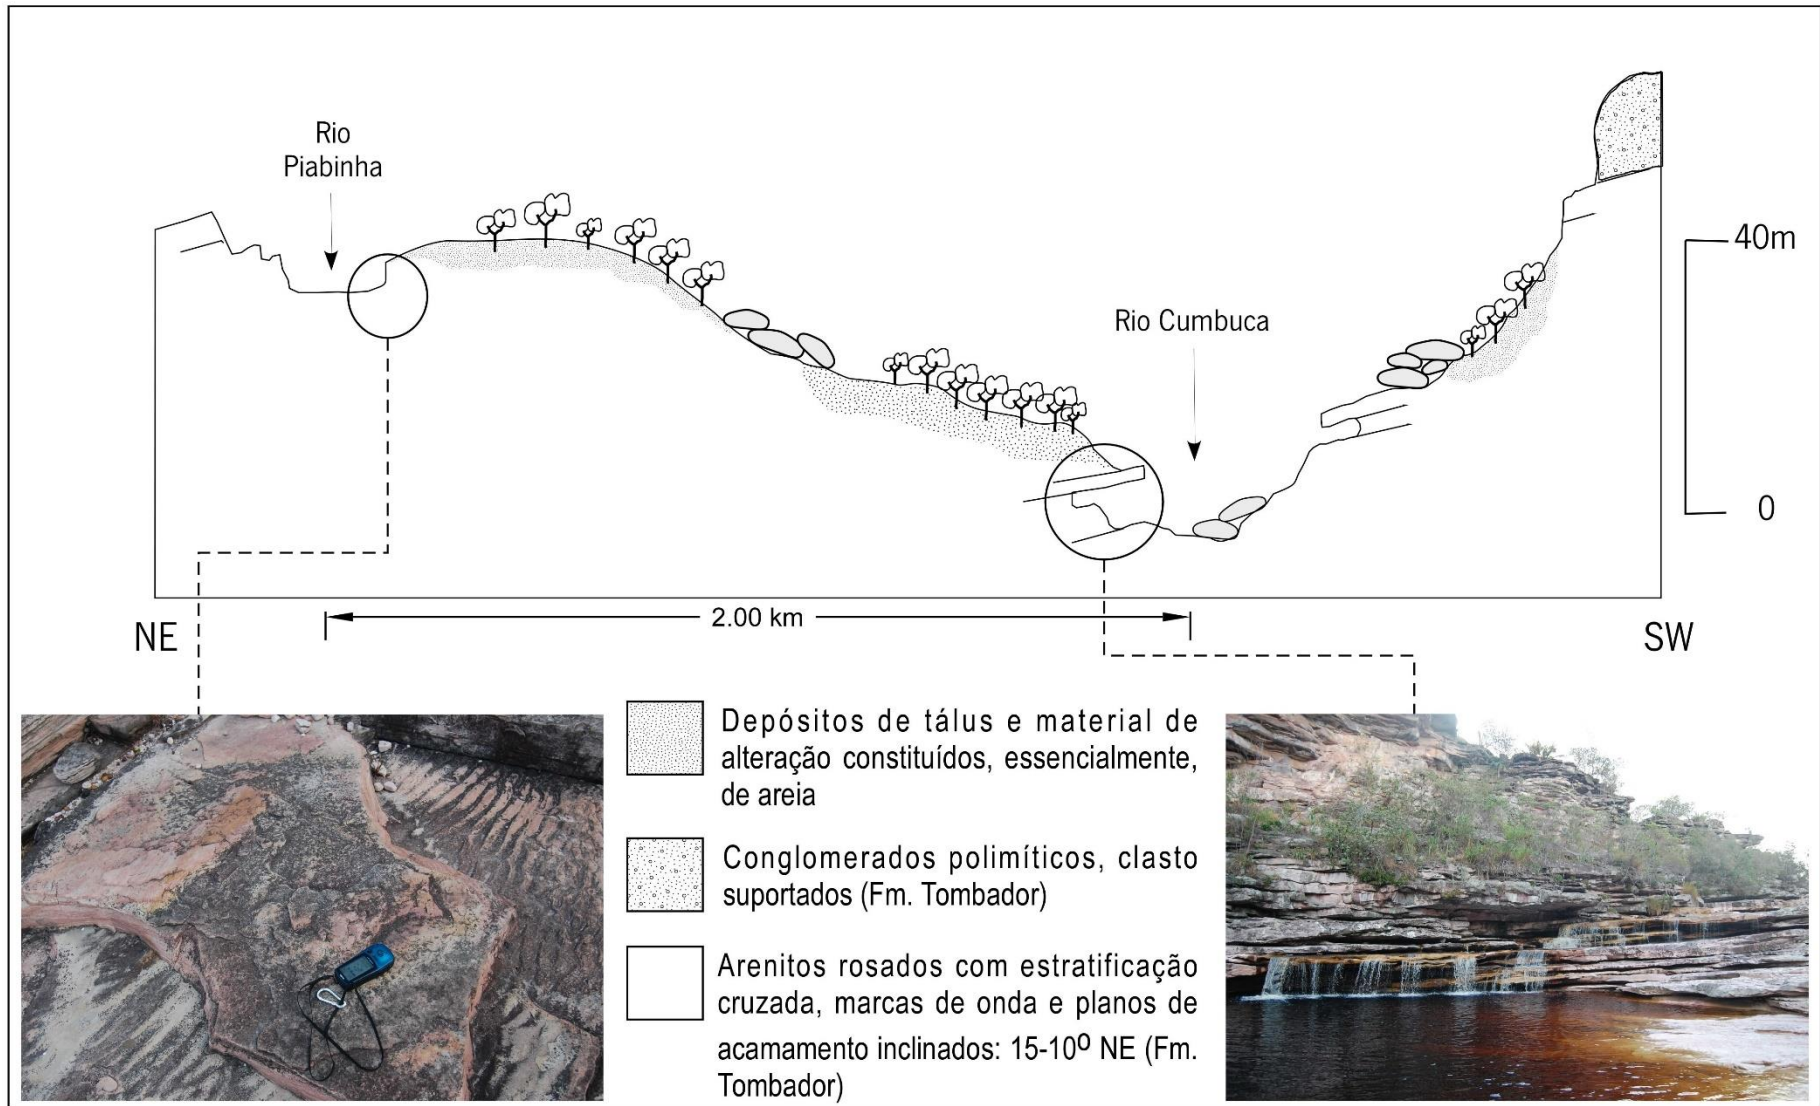 Rio
Piabinha
Rio Cumbuca
40m
0
2.00 km
NE
SW
Depósitos de tálus e material de
alteração constituídos, essencialmente,
de areia
Conglomerados polimíticos, clasto
suportados (Fm. Tombador)
Arenitos rosados com estratificação
cruzada, marcas de onda e planos de
acamamento inclinados: 15-10º NE (Fm.
Tombador)